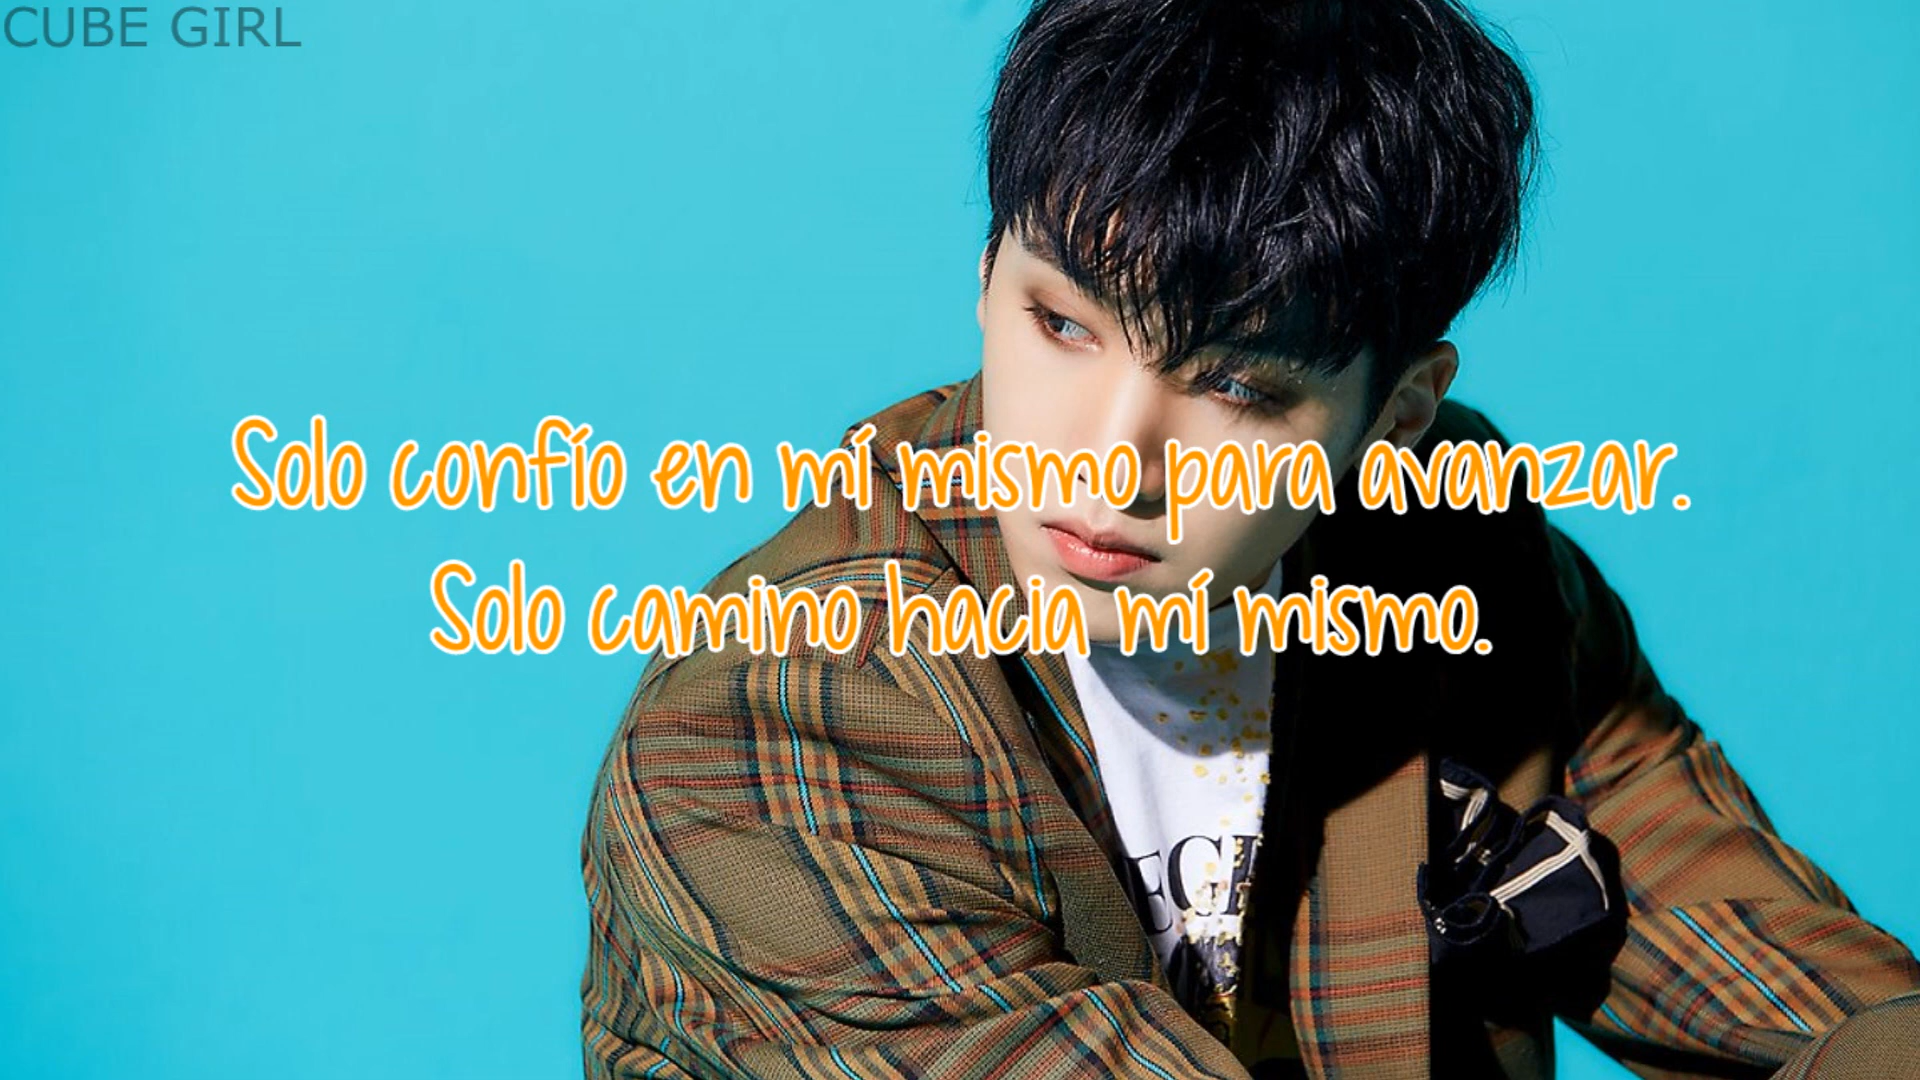 CUBE GIRL
Solo confío en mí mismo para avanzar.
Solo camino hacia mí mismo.